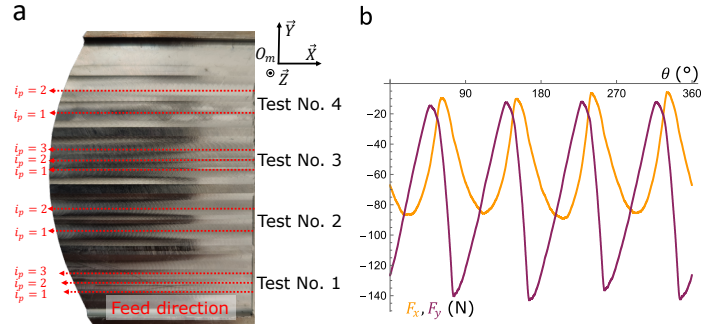 a
b
Y
O_m
X
Z
i_p = 2
i_p = 1
Test No. 4
i_p = 3
i_p = 2
i_p = 1
Test No. 3
i_p = 2
i_p = 1
Test No. 2
i_p = 3
i_p = 2
i_p = 1
Test No. 1
Feed direction
θ (°)
90
180
270
360
−20
−40
−60
−80
−100
−120
−140
F_x, F_y (N)